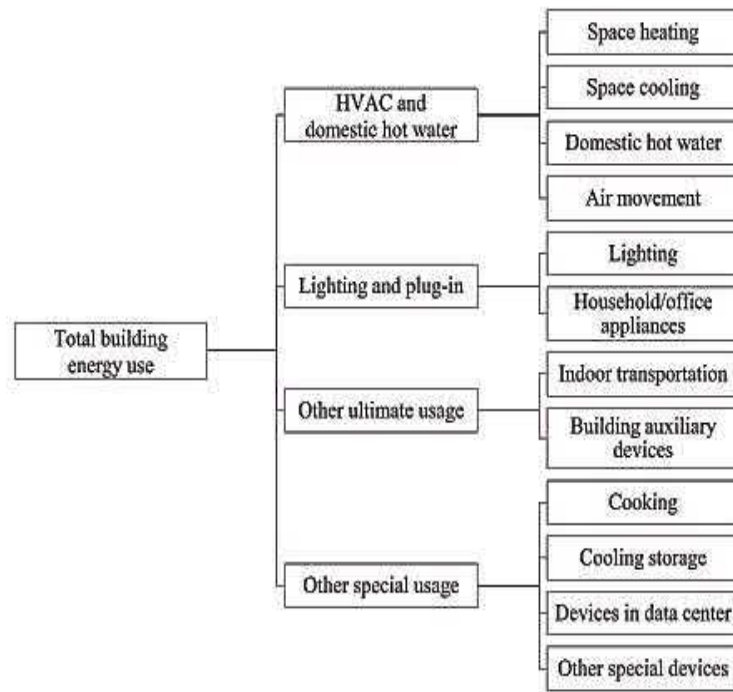 Total building
energy use
HVAC and
domestic hot water
Space heating
Space cooling
Domestic hot water
Air movement
Lighting and plug-in
Lighting
Household/office
appliances
Other ultimate usage
Indoor transportation
Building auxiliary
devices
Other special usage
Cooking
Cooling storage
Devices in data center
Other special devices